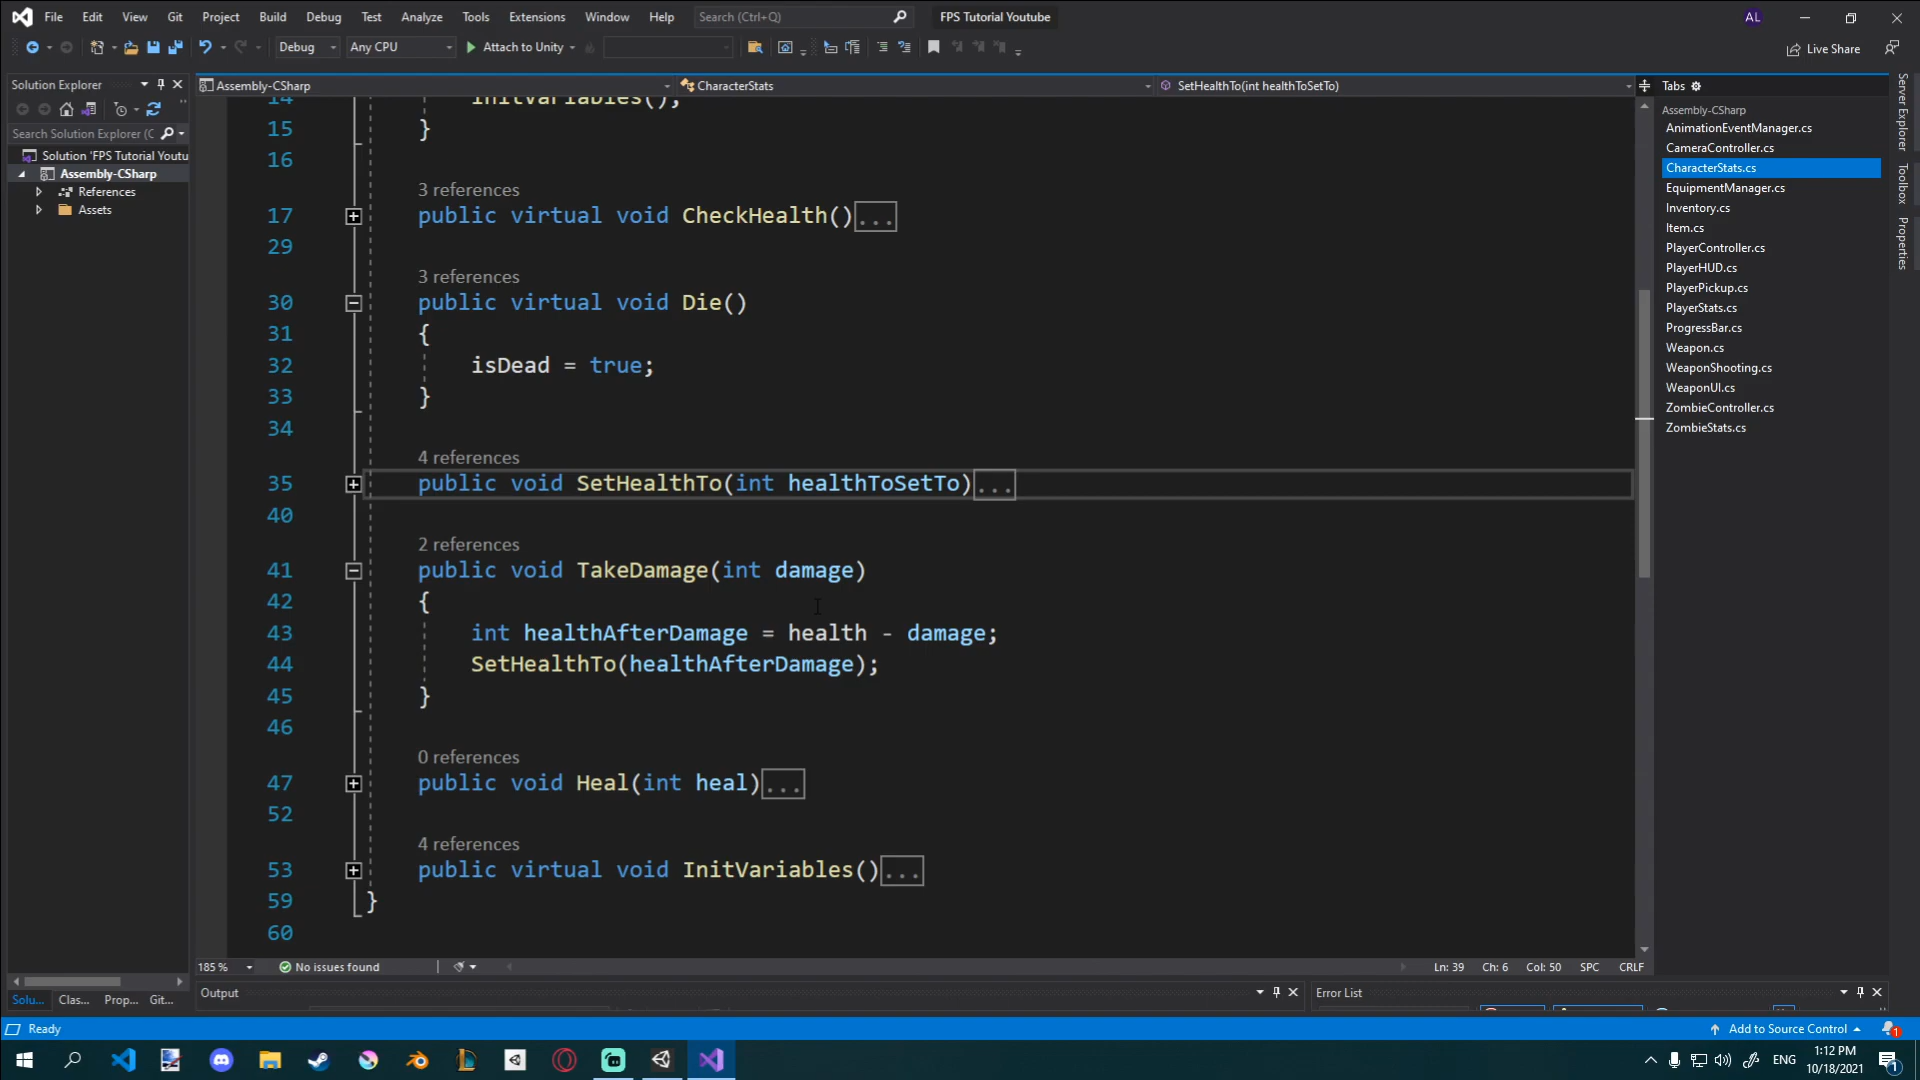 File Edit View Git Project Build Debug Test Analyze Tools Extensions Window Help Search (Ctrl+Q) FPS Tutorial Youtube AL
Debug Any CPU Attach to Unity Live Share
Solution Explorer
Search Solution Explorer (C
Solution 'FPS Tutorial Youtu
Assembly-CSharp
References
Assets
Solu... Clas... Prop... Git...
Assembly-CSharp CharacterStats SetHealthTo(int healthToSetTo)
14 InitVariables();
15 }
16
3 references
17 public virtual void CheckHealth()...
29
3 references
30 public virtual void Die()
31 {
32 isDead = true;
33 }
34
4 references
35 public void SetHealthTo(int healthToSetTo)...
40
2 references
41 public void TakeDamage(int damage)
42 {
43 int healthAfterDamage = health - damage;
44 SetHealthTo(healthAfterDamage);
45 }
46
0 references
47 public void Heal(int heal)...
52
4 references
53 public virtual void InitVariables()...
59 }
60
185 % No issues found Ln: 39 Ch: 6 Col: 50 SPC CRLF
Output
Error List
Tabs
Assembly-CSharp
AnimationEventManager.cs
CameraController.cs
CharacterStats.cs
EquipmentManager.cs
Inventory.cs
Item.cs
PlayerController.cs
PlayerHUD.cs
PlayerPickup.cs
PlayerStats.cs
ProgressBar.cs
Weapon.cs
WeaponShooting.cs
WeaponUI.cs
ZombieController.cs
ZombieStats.cs
Server Explorer
Toolbox
Properties
Ready Add to Source Control 1
ENG 1:12 PM
10/18/2021 1